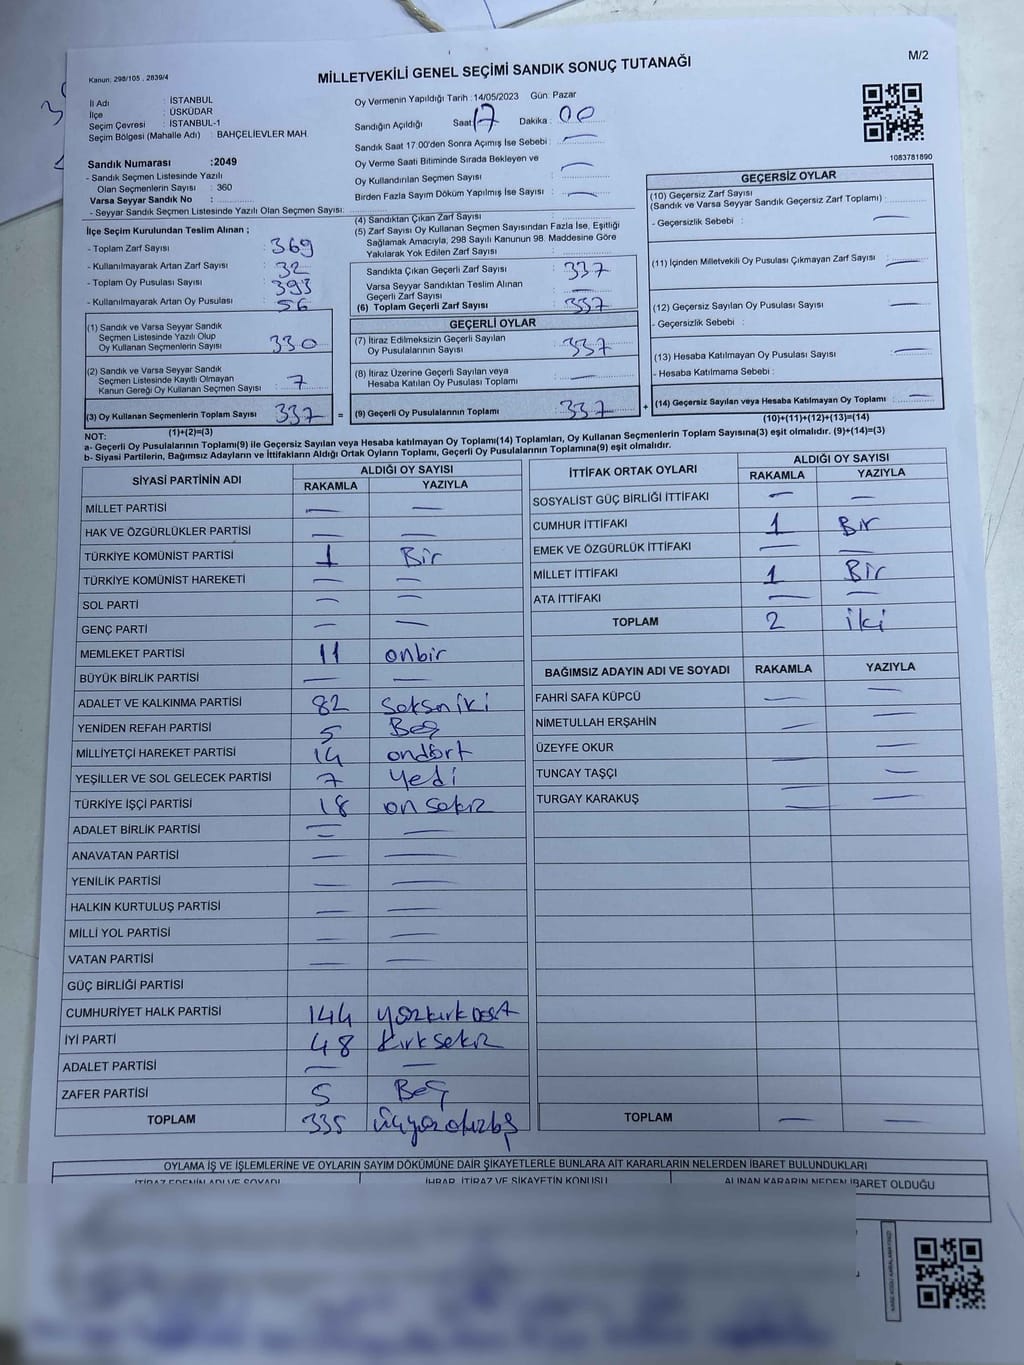 M/2
Kanun: 298/105 , 2839/4
MİLLETVEKİLİ GENEL SEÇİMİ SANDIK SONUÇ TUTANAĞI
İl Adı : İSTANBUL
İlçe : ÜSKÜDAR
Seçim Çevresi : İSTANBUL-1
Seçim Bölgesi (Mahalle Adı) : BAHÇELİEVLER MAH.
Oy Vermenin Yapıldığı Tarih : 14/05/2023 Gün: Pazar
Sandığın Açıldığı Saat : 17 Dakika : 00
Sandık Saat 17:00'den Sonra Açımış İse Sebebi : —
Oy Verme Saati Bitiminde Sırada Bekleyen ve
Oy Kullandırılan Seçmen Sayısı : —
Birden Fazla Sayım Döküm Yapılmış İse Sayısı : —
1083781890
Sandık Numarası : 2049
- Sandık Seçmen Listesinde Yazılı
Olan Seçmenlerin Sayısı : 360
Varsa Seyyar Sandık No :
- Seyyar Sandık Seçmen Listesinde Yazılı Olan Seçmen Sayısı:
İlçe Seçim Kurulundan Teslim Alınan ;
- Toplam Zarf Sayısı : 369
- Kullanılmayarak Artan Zarf Sayısı : 32
- Toplam Oy Pusulası Sayısı : 393
- Kullanılmayarak Artan Oy Pusulası : 56
(1) Sandık ve Varsa Seyyar Sandık
Seçmen Listesinde Yazılı Olup
Oy Kullanan Seçmenlerin Sayısı : 330
(2) Sandık ve Varsa Seyyar Sandık
Seçmen Listesinde Kayıtlı Olmayan
Kanun Gereği Oy Kullanan Seçmen Sayısı : 7
(3) Oy Kullanan Seçmenlerin Toplam Sayısı : 337 =
(1)+(2)=(3)
(4) Sandıktan Çıkan Zarf Sayısı :
(5) Zarf Sayısı Oy Kullanan Seçmen Sayısından Fazla İse, Eşitliği
Sağlamak Amacıyla, 298 Sayılı Kanunun 98. Maddesine Göre
Yakılarak Yok Edilen Zarf Sayısı :
Sandıkta Çıkan Geçerli Zarf Sayısı : 337
Varsa Seyyar Sandıktan Teslim Alınan
Geçerli Zarf Sayısı : —
(6) Toplam Geçerli Zarf Sayısı : 337
GEÇERLİ OYLAR
(7) İtiraz Edilmeksizin Geçerli Sayılan
Oy Pusulalarının Sayısı : 337
(8) İtiraz Üzerine Geçerli Sayılan veya
Hesaba Katılan Oy Pusulası Toplamı : —
(9) Geçerli Oy Pusulalarının Toplamı : 337 +
GEÇERSİZ OYLAR
(10) Geçersiz Zarf Sayısı
(Sandık ve Varsa Seyyar Sandık Geçersiz Zarf Toplamı) :
- Geçersizlik Sebebi : —
(11) İçinden Milletvekili Oy Pusulası Çıkmayan Zarf Sayısı : —
(12) Geçersiz Sayılan Oy Pusulası Sayısı : —
- Geçersizlik Sebebi :
(13) Hesaba Katılmayan Oy Pusulası Sayısı : —
- Hesaba Katılmama Sebebi :
(14) Geçersiz Sayılan veya Hesaba Katılmayan Oy Toplamı : —
(10)+(11)+(12)+(13)=(14)
NOT:
a- Geçerli Oy Pusulalarının Toplamı(9) ile Geçersiz Sayılan veya Hesaba katılmayan Oy Toplamı(14) Toplamları, Oy Kullanan Seçmenlerin Toplam Sayısına(3) eşit olmalıdır. (9)+(14)=(3)
b- Siyasi Partilerin, Bağımsız Adayların ve İttifakların Aldığı Ortak Oyların Toplamı, Geçerli Oy Pusulalarının Toplamına(9) eşit olmalıdır.
SİYASİ PARTİNİN ADI ALDIĞI OY SAYISI
RAKAMLA YAZIYLA
MİLLET PARTİSİ — —
HAK VE ÖZGÜRLÜKLER PARTİSİ — —
TÜRKİYE KOMÜNİST PARTİSİ 1 Bir
TÜRKİYE KOMÜNİST HAREKETİ — —
SOL PARTİ — —
GENÇ PARTİ — —
MEMLEKET PARTİSİ 11 onbir
BÜYÜK BİRLİK PARTİSİ — —
ADALET VE KALKINMA PARTİSİ 82 seksen iki
YENİDEN REFAH PARTİSİ 5 Beş
MİLLİYETÇİ HAREKET PARTİSİ 14 ondört
YEŞİLLER VE SOL GELECEK PARTİSİ 7 Yedi
TÜRKİYE İŞÇİ PARTİSİ 18 on sekiz
ADALET BİRLİK PARTİSİ — —
ANAVATAN PARTİSİ — —
YENİLİK PARTİSİ — —
HALKIN KURTULUŞ PARTİSİ — —
MİLLİ YOL PARTİSİ — —
VATAN PARTİSİ — —
GÜÇ BİRLİĞİ PARTİSİ
CUMHURİYET HALK PARTİSİ 144
İYİ PARTİ 48 kırksekiz
ADALET PARTİSİ — —
ZAFER PARTİSİ 5 Beş
TOPLAM 335
İTTİFAK ORTAK OYLARI ALDIĞI OY SAYISI
RAKAMLA YAZIYLA
SOSYALİST GÜÇ BİRLİĞİ İTTİFAKI — —
CUMHUR İTTİFAKI 1 Bir
EMEK VE ÖZGÜRLÜK İTTİFAKI — —
MİLLET İTTİFAKI 1 Bir
ATA İTTİFAKI — —
TOPLAM 2 iki
BAĞIMSIZ ADAYIN ADI VE SOYADI RAKAMLA YAZIYLA
FAHRİ SAFA KÜPCÜ — —
NİMETULLAH ERŞAHİN — —
ÜZEYFE OKUR — —
TUNCAY TAŞÇI — —
TURGAY KARAKUŞ — —
TOPLAM — —
OYLAMA İŞ VE İŞLEMLERİNE VE OYLARIN SAYIM DÖKÜMÜNE DAİR ŞİKAYETLERLE BUNLARA AİT KARARLARIN NELERDEN İBARET BULUNDUKLARI
İTİRAZ EDENİN ADI VE SOYADI İHBAR, İTİRAZ VE ŞİKAYETİN KONUSU ALINAN KARARIN NEDEN İBARET OLDUĞU